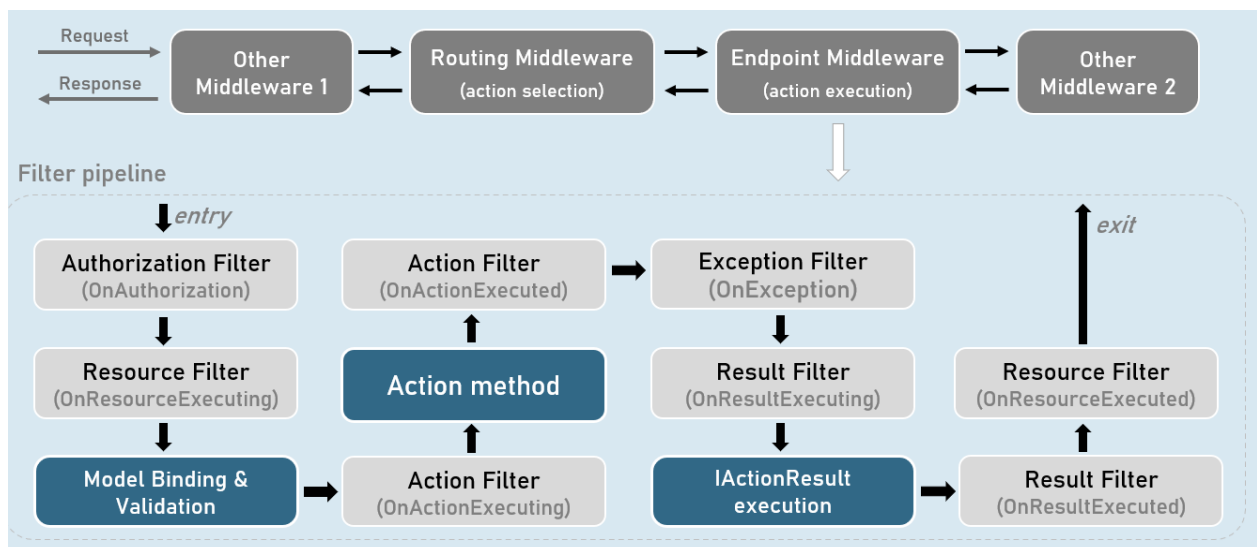 Request
Response
Other
Middleware 1
Routing Middleware
(action selection)
Endpoint Middleware
(action execution)
Other
Middleware 2
Filter pipeline
entry
Authorization Filter
(OnAuthorization)
Resource Filter
(OnResourceExecuting)
Model Binding &
Validation
Action Filter
(OnActionExecuting)
Action method
Action Filter
(OnActionExecuted)
Exception Filter
(OnException)
Result Filter
(OnResultExecuting)
IActionResult
execution
Result Filter
(OnResultExecuted)
Resource Filter
(OnResourceExecuted)
exit